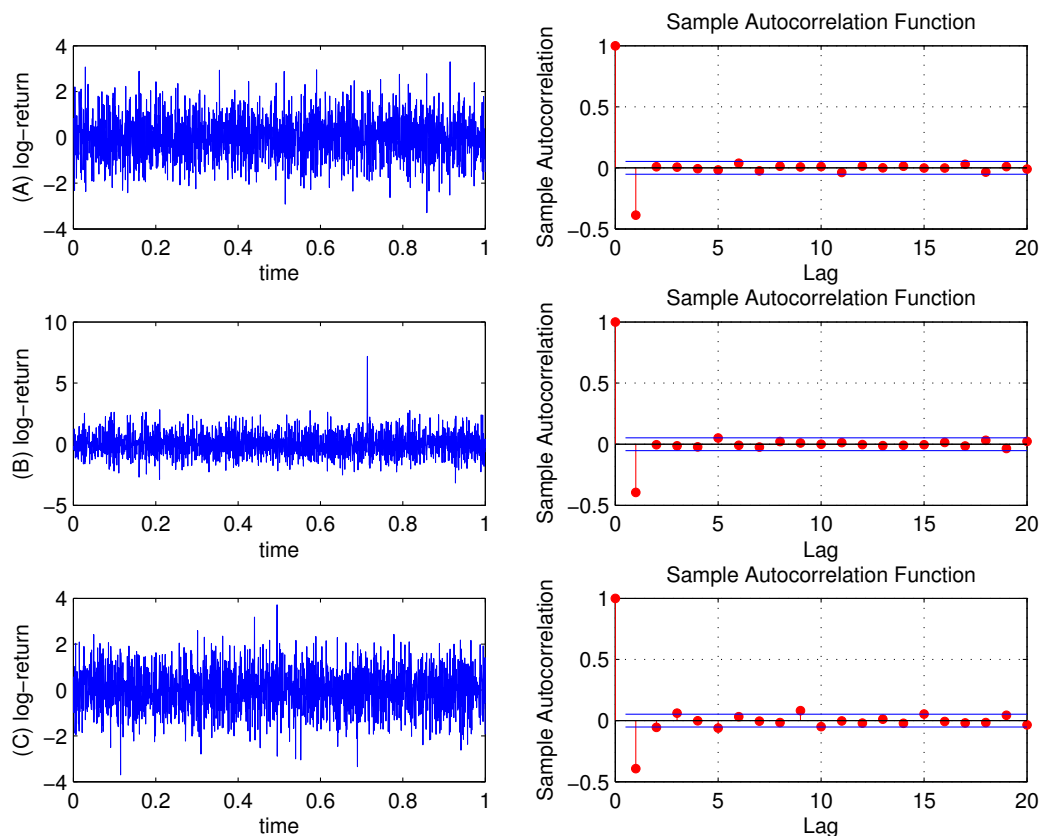 Sample Autocorrelation Function
4
2
0
−2
−4
(A) log−return
0 0.2 0.4 0.6 0.8 1
time
1
0.5
0
−0.5
Sample Autocorrelation
0 5 10 15 20
Lag
Sample Autocorrelation Function
10
5
0
−5
(B) log−return
0 0.2 0.4 0.6 0.8 1
time
1
0.5
0
−0.5
Sample Autocorrelation
0 5 10 15 20
Lag
Sample Autocorrelation Function
4
2
0
−2
−4
(C) log−return
0 0.2 0.4 0.6 0.8 1
time
1
0.5
0
−0.5
Sample Autocorrelation
0 5 10 15 20
Lag